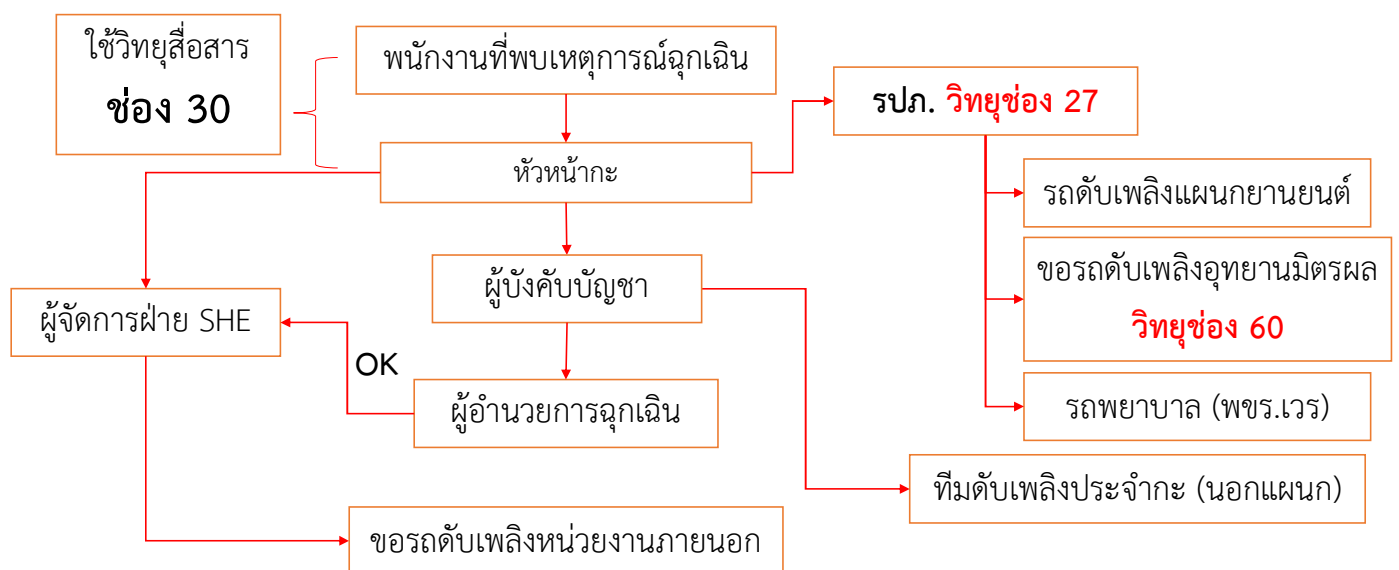 ใช้วิทยุสื่อสาร
ช่อง 30
พนักงานที่พบเหตุการณ์ฉุกเฉิน
รปภ. วิทยุช่อง 27
หัวหน้ากะ
รถดับเพลิงแผนกยานยนต์
ขอรถดับเพลิงอุทยานมิตรผล
วิทยุช่อง 60
ผู้บังคับบัญชา
ผู้จัดการฝ่าย SHE
OK
ผู้อำนวยการฉุกเฉิน
รถพยาบาล (พขร.เวร)
ทีมดับเพลิงประจำกะ (นอกแผนก)
ขอรถดับเพลิงหน่วยงานภายนอก